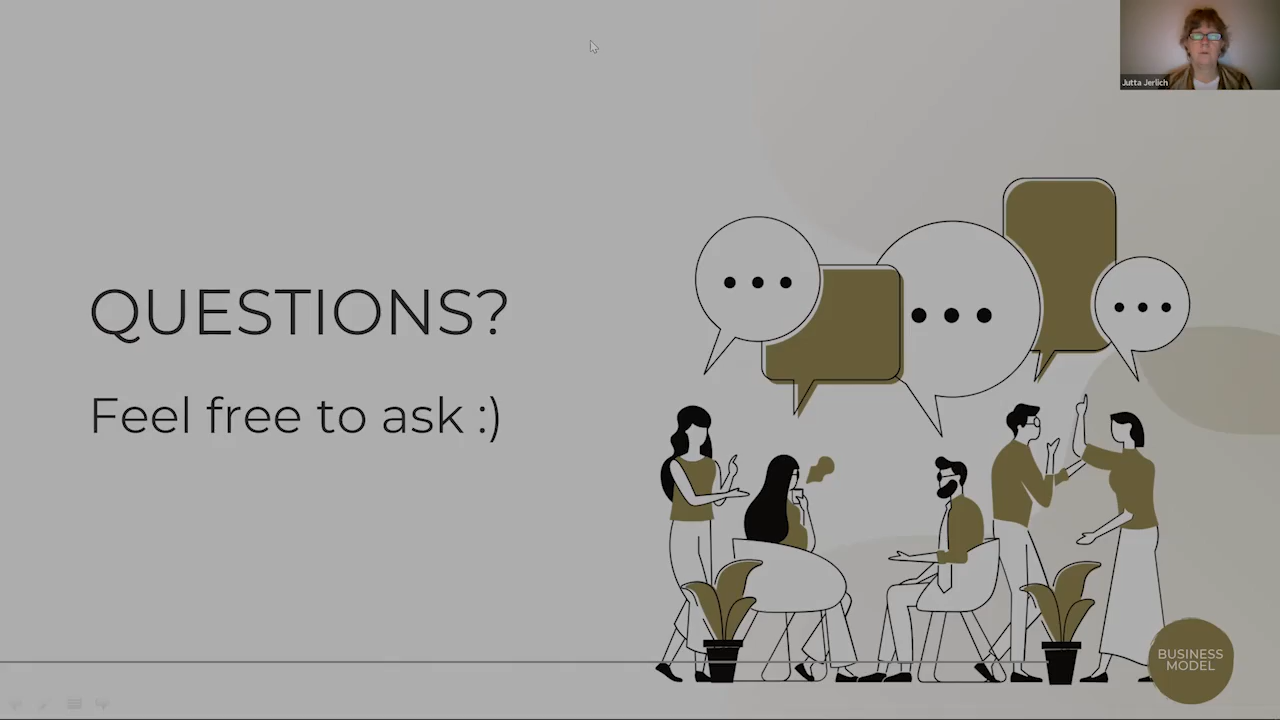 Jutta Jerlich
QUESTIONS?
Feel free to ask :)
BUSINESS
MODEL